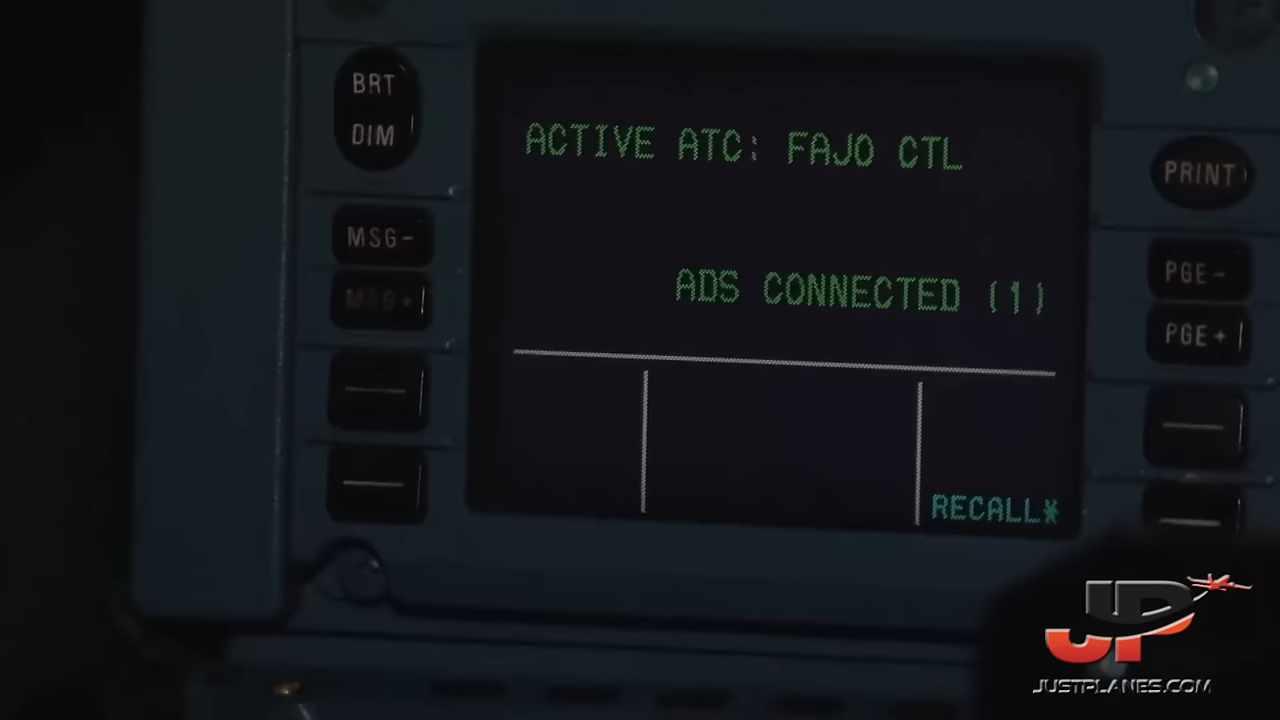 BRT
DIM
MSG-
MSG+
ACTIVE ATC: FAJO CTL
ADS CONNECTED (1)
RECALL*
PRINT
PGE-
PGE+
JP
JUSTPLANES.COM